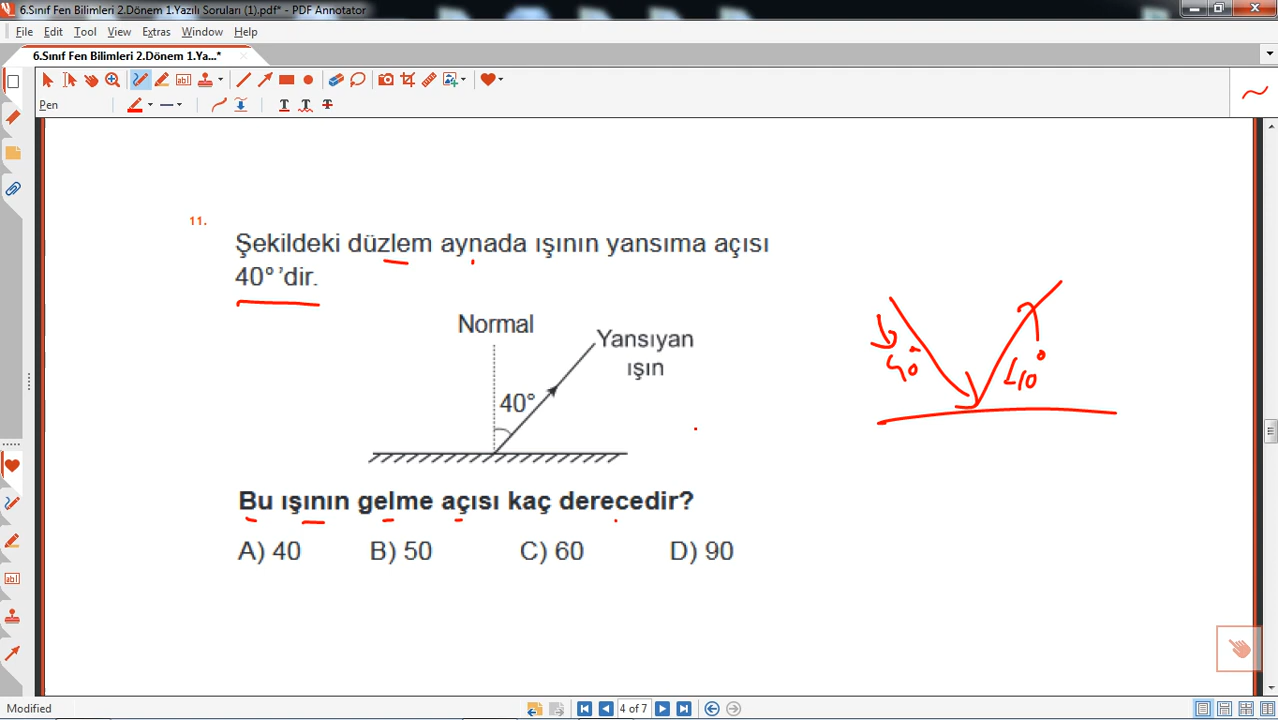 6.Sınıf Fen Bilimleri 2.Dönem 1.Yazılı Soruları (1).pdf* - PDF Annotator
File Edit Tool View Extras Window Help
6.Sınıf Fen Bilimleri 2.Dönem 1.Ya...*
Pen
11.
Şekildeki düzlem aynada ışının yansıma açısı
40°'dir.
Normal
Yansıyan
ışın
40°
40°
40°
Bu ışının gelme açısı kaç derecedir?
A) 40 B) 50 C) 60 D) 90
Modified
4 of 7